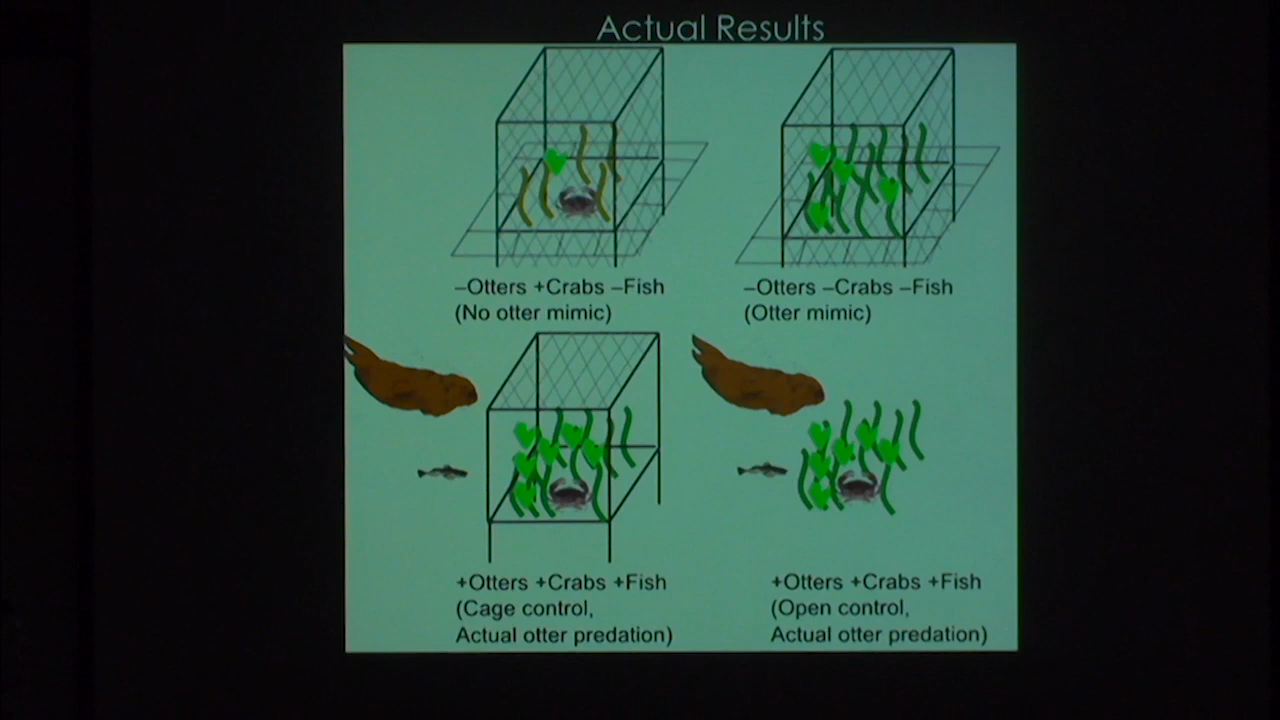 Actual Results
–Otters +Crabs –Fish
(No otter mimic)
–Otters –Crabs –Fish
(Otter mimic)
+Otters +Crabs +Fish
(Cage control,
Actual otter predation)
+Otters +Crabs +Fish
(Open control,
Actual otter predation)